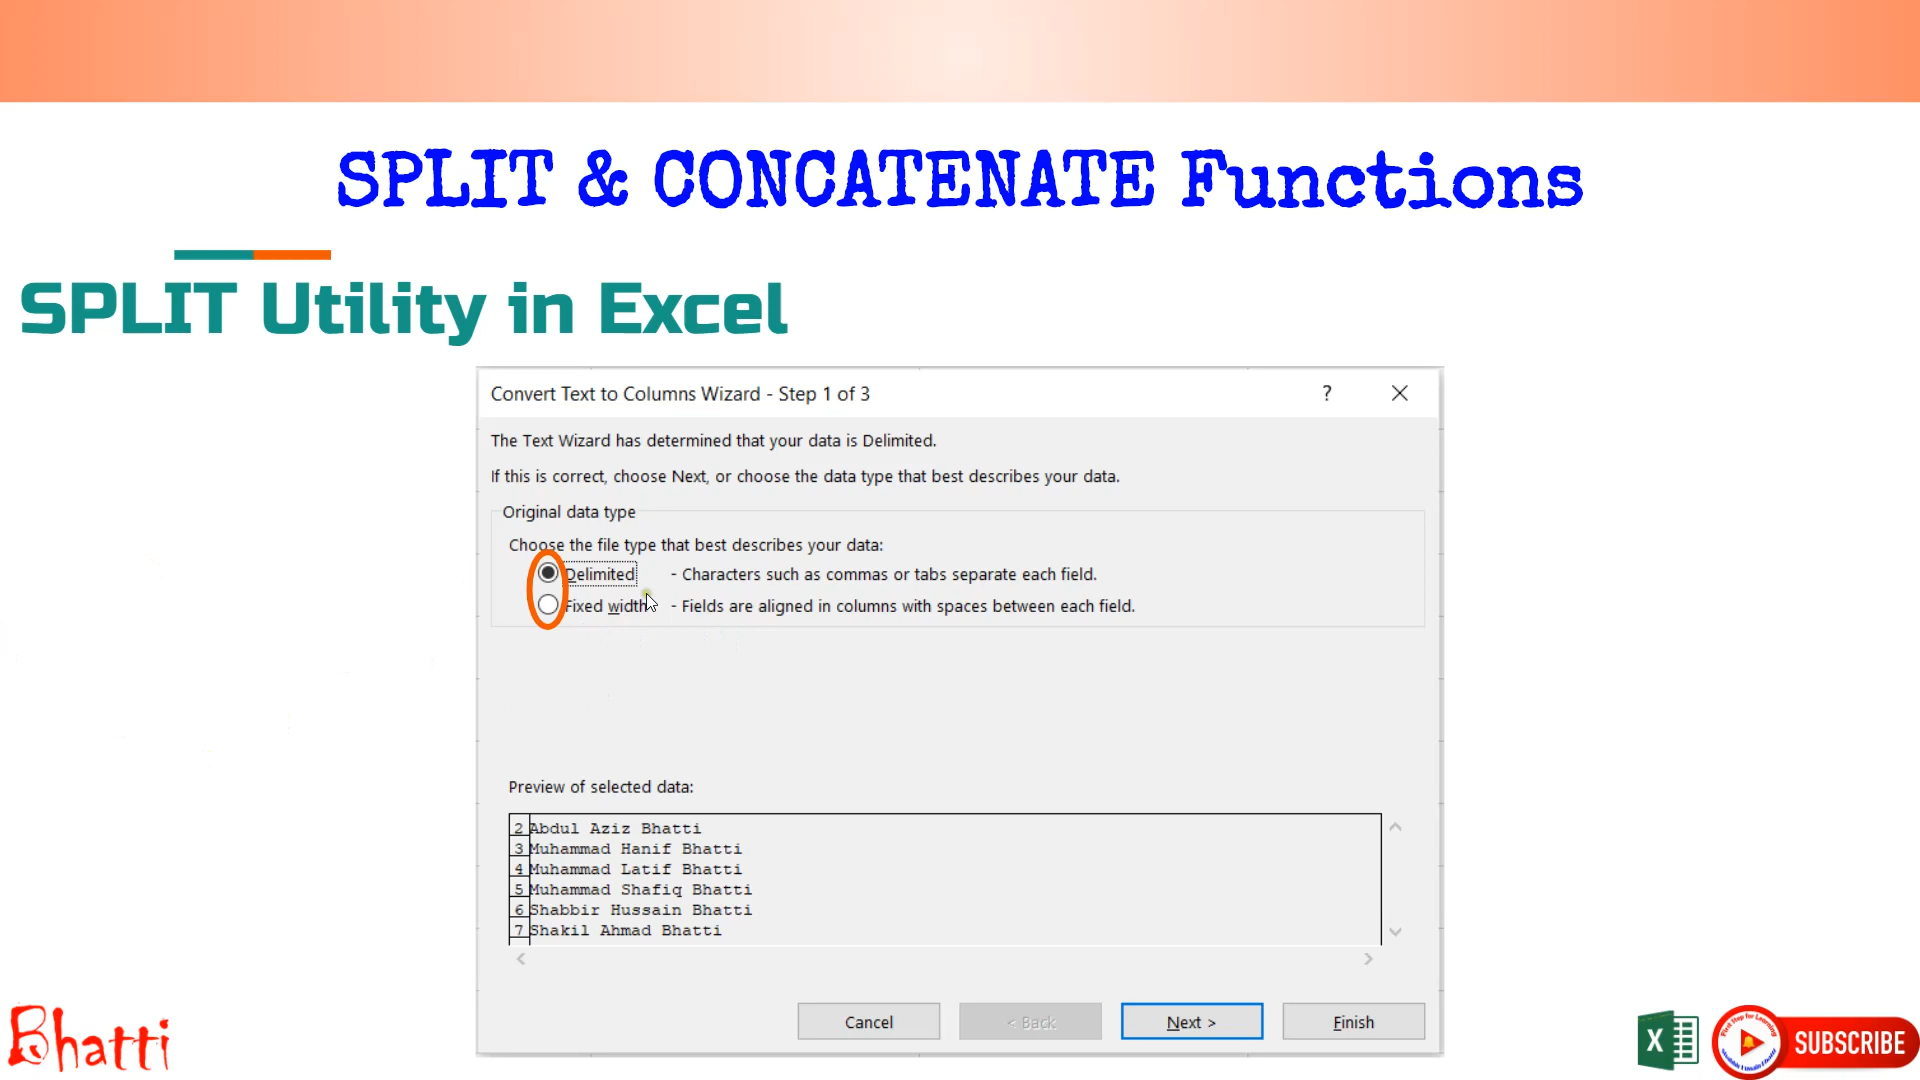 SPLIT & CONCATENATE Functions
SPLIT Utility in Excel
Convert Text to Columns Wizard - Step 1 of 3 ?
The Text Wizard has determined that your data is Delimited.
If this is correct, choose Next, or choose the data type that best describes your data.
Original data type
Choose the file type that best describes your data:
Delimited - Characters such as commas or tabs separate each field.
Fixed width - Fields are aligned in columns with spaces between each field.
Preview of selected data:
2 Abdul Aziz Bhatti
3 Muhammad Hanif Bhatti
4 Muhammad Latif Bhatti
5 Muhammad Shafiq Bhatti
6 Shabbir Hussain Bhatti
7 Shakil Ahmad Bhatti
Cancel < Back Next > Finish
Bhatti
X
First Step for Learning
SUBSCRIBE